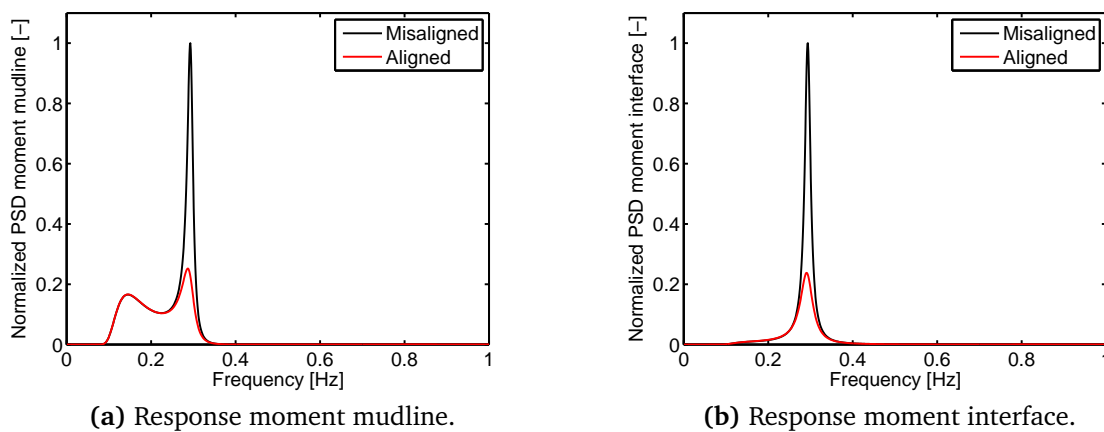 Normalized PSD moment mudline [–]
1
0.8
0.6
0.4
0.2
0
0 0.2 0.4 0.6 0.8 1
Frequency [Hz]
Misaligned
Aligned
(a) Response moment mudline.
Normalized PSD moment interface [–]
1
0.8
0.6
0.4
0.2
0
0 0.2 0.4 0.6 0.8 1
Frequency [Hz]
Misaligned
Aligned
(b) Response moment interface.